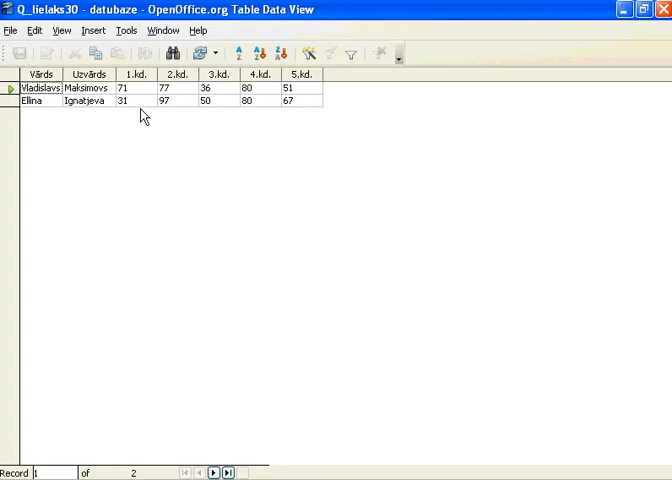 Q_lielaks30 - datubaze - OpenOffice.org Table Data View
File Edit View Insert Tools Window Help
Vārds Uzvārds 1.kd. 2.kd. 3.kd. 4.kd. 5.kd.
Vladislavs Maksimovs 71 77 36 80 51
Ellina Ignatjeva 31 97 50 80 67
Record 1 of 2